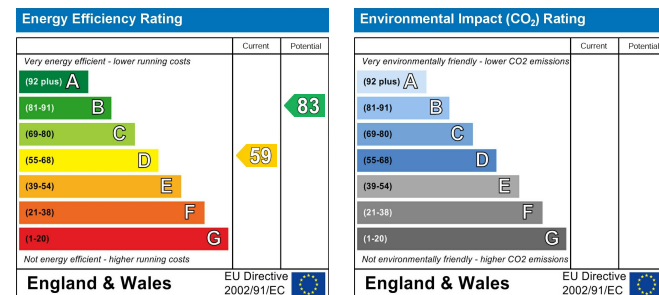 Energy Efficiency Rating
Current Potential
Very energy efficient - lower running costs
(92 plus) A
(81-91) B
83
(69-80) C
(55-68) D
59
(39-54) E
(21-38) F
(1-20) G
Not energy efficient - higher running costs
England & Wales
EU Directive
2002/91/EC
Environmental Impact (CO₂) Rating
Current Potential
Very environmentally friendly - lower CO2 emissions
(92 plus) A
(81-91) B
(69-80) C
(55-68) D
(39-54) E
(21-38) F
(1-20) G
Not environmentally friendly - higher CO2 emissions
England & Wales
EU Directive
2002/91/EC